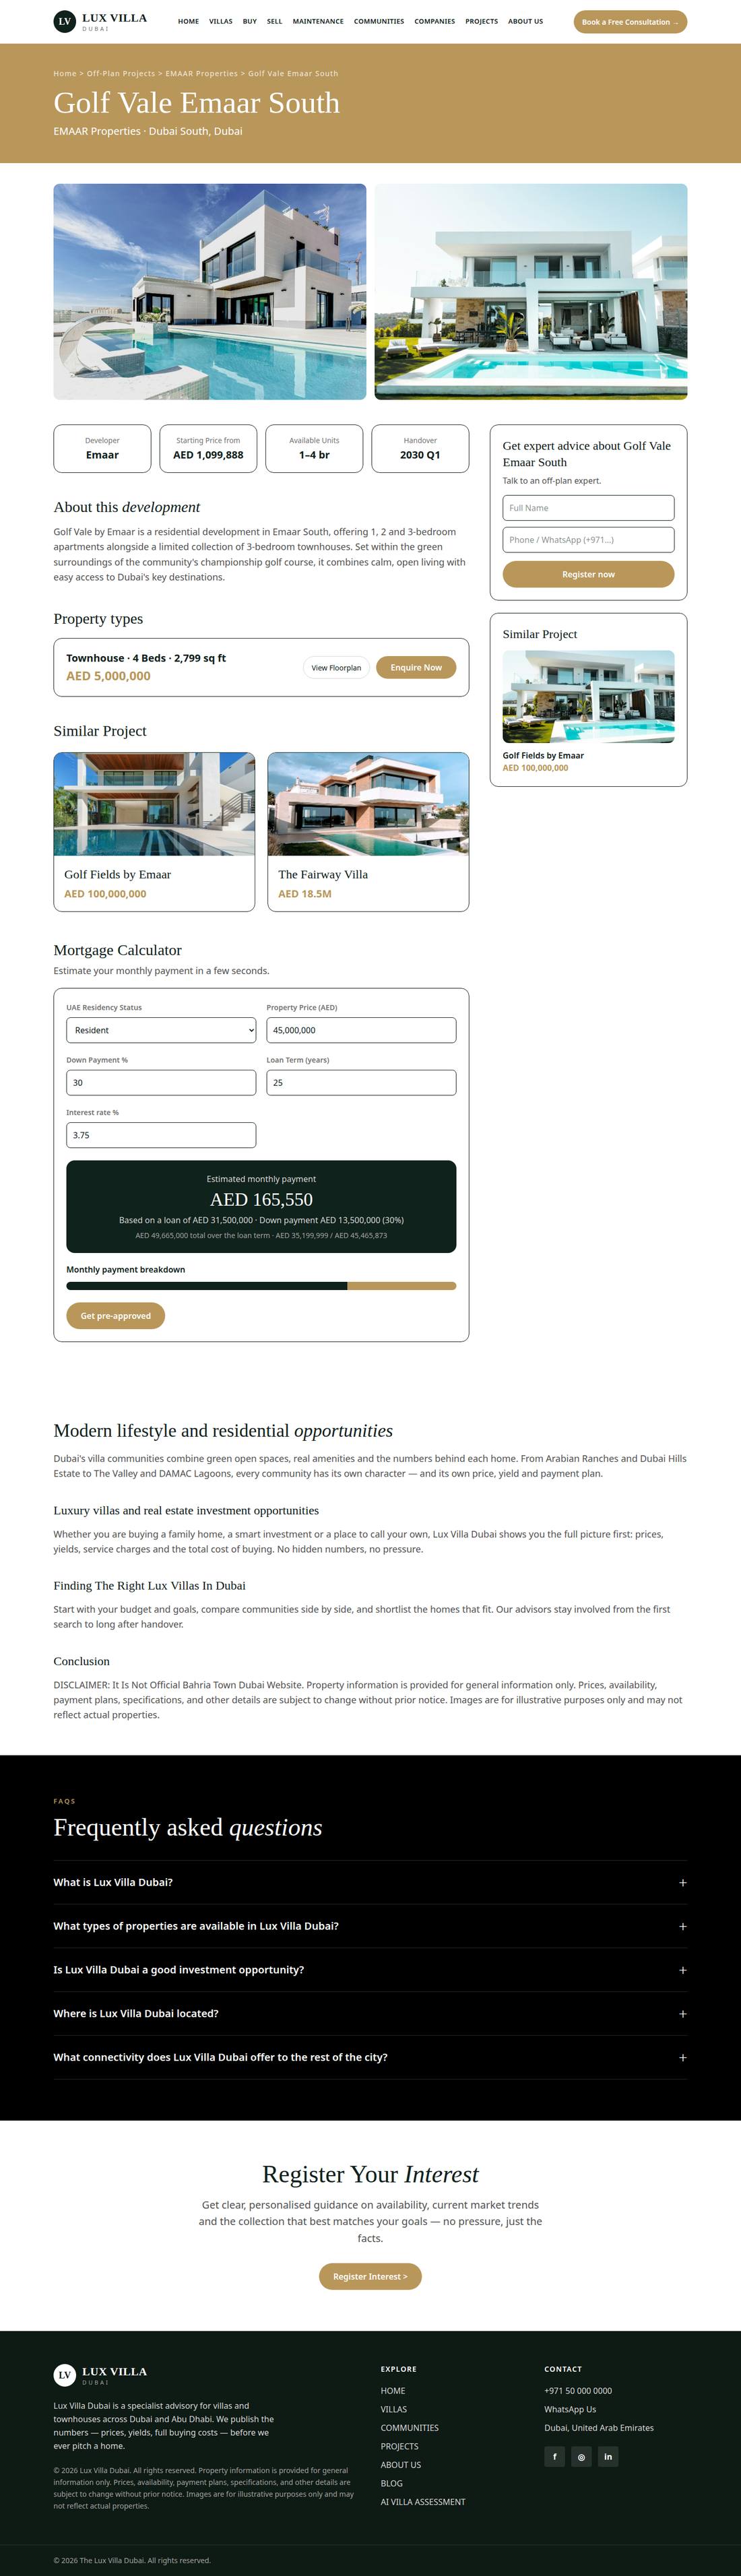 LV LUX VILLA
DUBAI
HOME VILLAS BUY SELL MAINTENANCE COMMUNITIES COMPANIES PROJECTS ABOUT US
Book a Free Consultation →
Home > Off-Plan Projects > EMAAR Properties > Golf Vale Emaar South
Golf Vale Emaar South
EMAAR Properties · Dubai South, Dubai
Developer
Emaar
Starting Price from
AED 1,099,888
Available Units
1–4 br
Handover
2030 Q1
About this development
Golf Vale by Emaar is a residential development in Emaar South, offering 1, 2 and 3-bedroom
apartments alongside a limited collection of 3-bedroom townhouses. Set within the green
surroundings of the community's championship golf course, it combines calm, open living with
easy access to Dubai's key destinations.
Property types
Townhouse · 4 Beds · 2,799 sq ft
AED 5,000,000
View Floorplan
Enquire Now
Similar Project
Golf Fields by Emaar
AED 100,000,000
The Fairway Villa
AED 18.5M
Mortgage Calculator
Estimate your monthly payment in a few seconds.
UAE Residency Status
Resident
Property Price (AED)
45,000,000
Down Payment %
30
Loan Term (years)
25
Interest rate %
3.75
Estimated monthly payment
AED 165,550
Based on a loan of AED 31,500,000 · Down payment AED 13,500,000 (30%)
AED 49,665,000 total over the loan term · AED 35,199,999 / AED 45,465,873
Monthly payment breakdown
Get pre-approved
Get expert advice about Golf Vale
Emaar South
Talk to an off-plan expert.
Full Name
Phone / WhatsApp (+971...)
Register now
Similar Project
Golf Fields by Emaar
AED 100,000,000
Modern lifestyle and residential opportunities
Dubai's villa communities combine green open spaces, real amenities and the numbers behind each home. From Arabian Ranches and Dubai Hills
Estate to The Valley and DAMAC Lagoons, every community has its own character — and its own price, yield and payment plan.
Luxury villas and real estate investment opportunities
Whether you are buying a family home, a smart investment or a place to call your own, Lux Villa Dubai shows you the full picture first: prices,
yields, service charges and the total cost of buying. No hidden numbers, no pressure.
Finding The Right Lux Villas In Dubai
Start with your budget and goals, compare communities side by side, and shortlist the homes that fit. Our advisors stay involved from the first
search to long after handover.
Conclusion
DISCLAIMER: It Is Not Official Bahria Town Dubai Website. Property information is provided for general information only. Prices, availability,
payment plans, specifications, and other details are subject to change without prior notice. Images are for illustrative purposes only and may not
reflect actual properties.
FAQS
Frequently asked questions
What is Lux Villa Dubai? +
What types of properties are available in Lux Villa Dubai? +
Is Lux Villa Dubai a good investment opportunity? +
Where is Lux Villa Dubai located? +
What connectivity does Lux Villa Dubai offer to the rest of the city? +
Register Your Interest
Get clear, personalised guidance on availability, current market trends
and the collection that best matches your goals — no pressure, just the
facts.
Register Interest >
LV LUX VILLA
DUBAI
Lux Villa Dubai is a specialist advisory for villas and
townhouses across Dubai and Abu Dhabi. We publish the
numbers — prices, yields, full buying costs — before we
ever pitch a home.
© 2026 Lux Villa Dubai. All rights reserved. Property information is provided for general
information only. Prices, availability, payment plans, specifications, and other details are
subject to change without prior notice. Images are for illustrative purposes only and may
not reflect actual properties.
EXPLORE
HOME
VILLAS
COMMUNITIES
PROJECTS
ABOUT US
BLOG
AI VILLA ASSESSMENT
CONTACT
+971 50 000 0000
WhatsApp Us
Dubai, United Arab Emirates
f ◎ in
© 2026 The Lux Villa Dubai. All rights reserved.